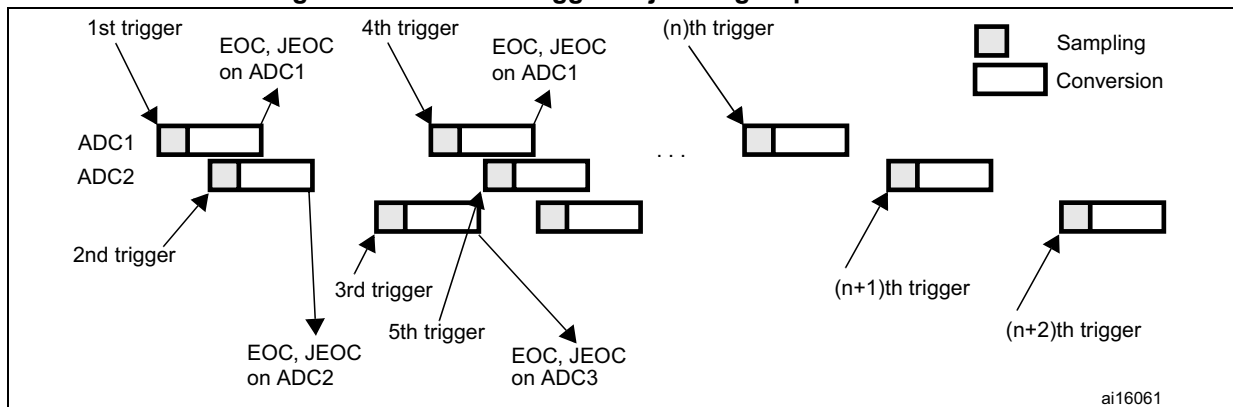 1st trigger
EOC, JEOC
on ADC1
4th trigger
EOC, JEOC
on ADC1
(n)th trigger
Sampling
Conversion
ADC1
ADC2
. . .
2nd trigger
3rd trigger
5th trigger
(n+1)th trigger
(n+2)th trigger
EOC, JEOC
on ADC2
EOC, JEOC
on ADC3
ai16061